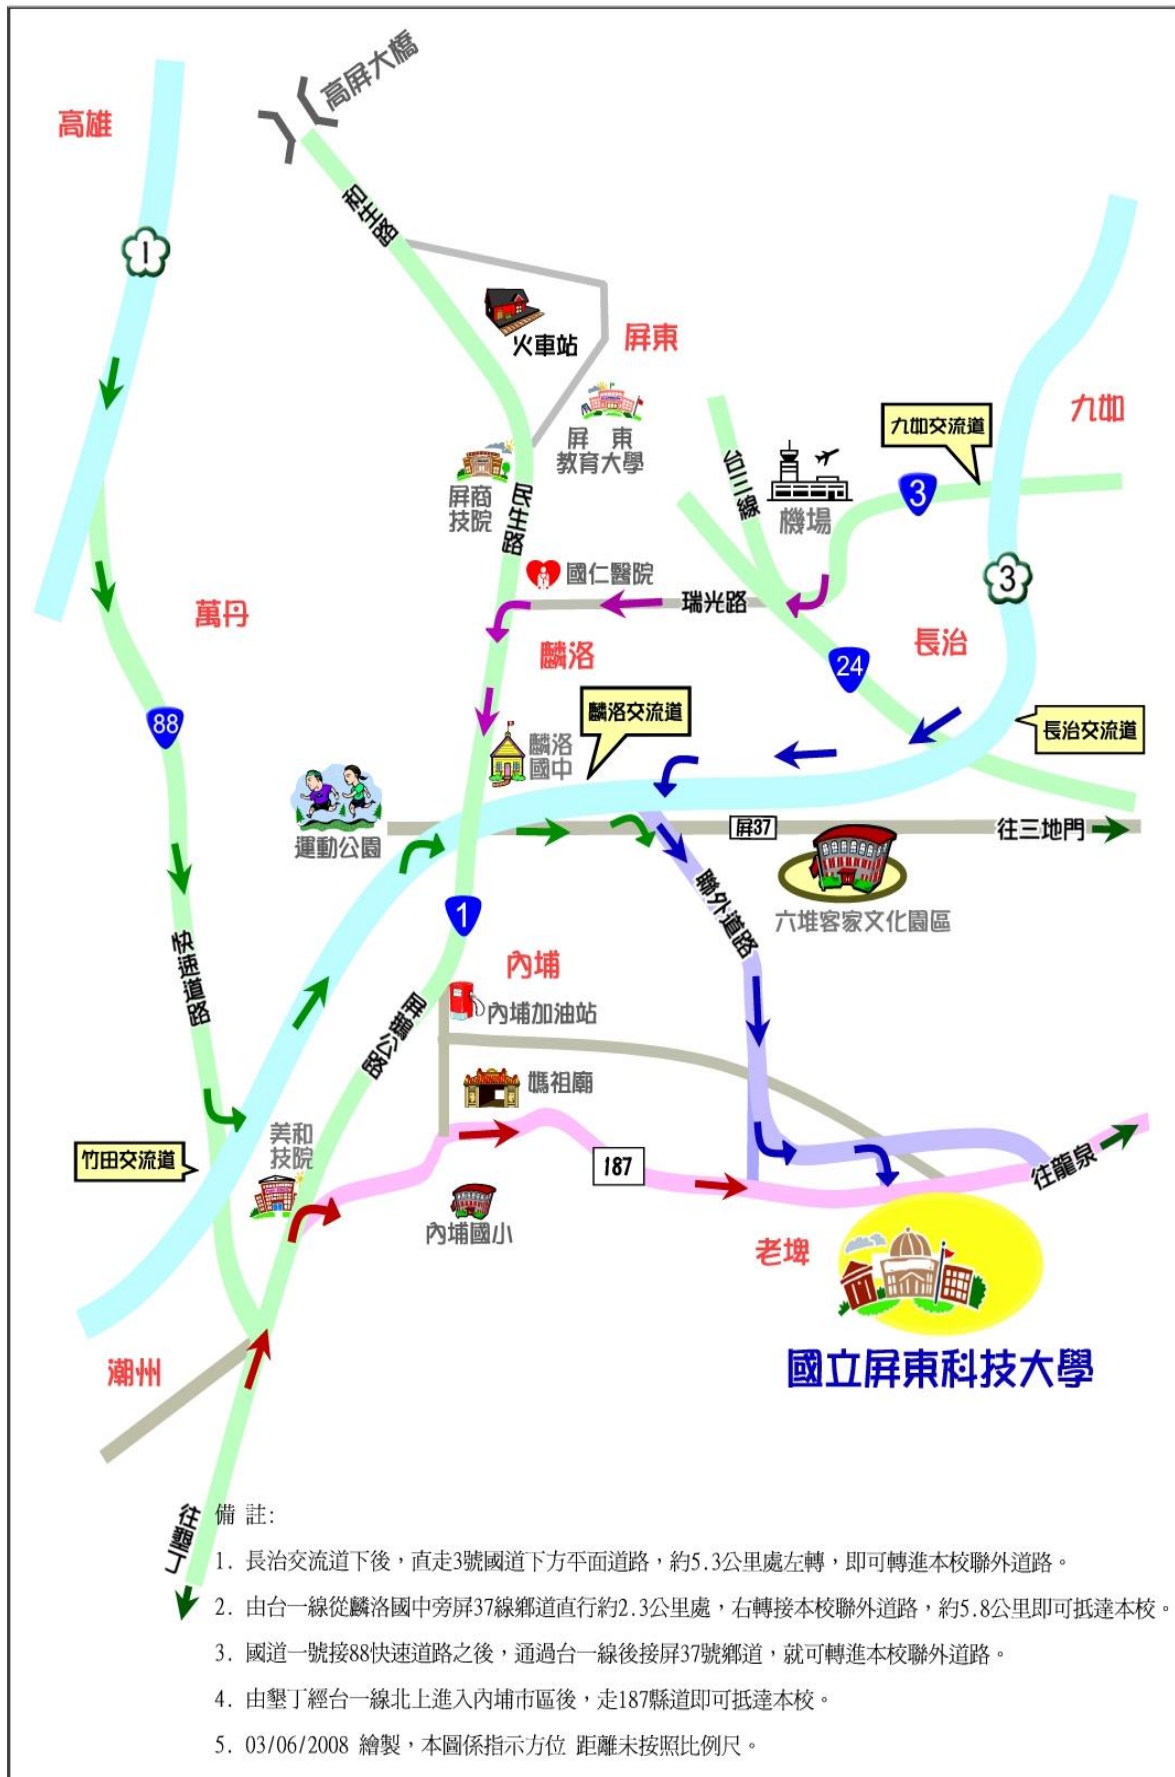 高屏大橋
高雄
1
和生路
火車站
屏東
屏東
教育大學
九如
九如交流道
3
台三線
機場
屏商
技院
民生路
國仁醫院
瑞光路
3
萬丹
麟洛
長治
24
88
麟洛交流道
長治交流道
麟洛
國中
運動公園
屏37
往三地門
六堆客家文化園區
聯外道路
1
快速道路
內埔
內埔加油站
屏鵝公路
媽祖廟
美和
技院
竹田交流道
187
往龍泉
內埔國小
老埤
國立屏東科技大學
潮州
往墾丁
備 註:
1. 長治交流道下後，直走3號國道下方平面道路，約5.3公里處左轉，即可轉進本校聯外道路。
2. 由台一線從麟洛國中旁屏37線鄉道直行約2.3公里處，右轉接本校聯外道路，約5.8公里即可抵達本校。
3. 國道一號接88快速道路之後，通過台一線後接屏37號鄉道，就可轉進本校聯外道路。
4. 由墾丁經台一線北上進入內埔市區後，走187縣道即可抵達本校。
5. 03/06/2008 繪製，本圖係指示方位 距離未按照比例尺。